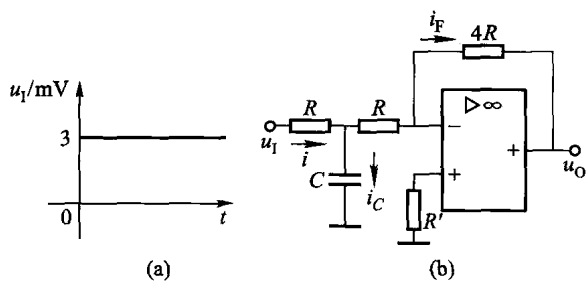 u_I/mV
3
0
t
(a)
i_F
4R
R
R
▷∞
−
+
+
u_I
i
C
i_C
R′
u_O
(b)